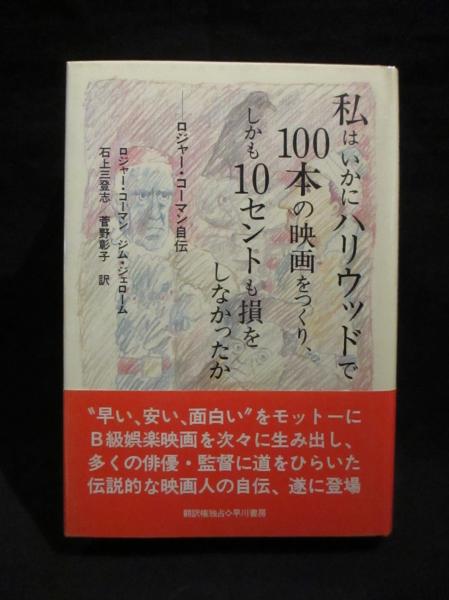 私はいかにハリウッドで
100本の映画をつくり、
しかも10セントも損を
しなかったか
──ロジャー・コーマン自伝
ロジャー・コーマン ジム・ジェローム
石上三登志 菅野彰子 訳
〝早い、安い、面白い〟をモットーに
B級娯楽映画を次々に生み出し、
多くの俳優・監督に道をひらいた
伝説的な映画人の自伝、遂に登場
翻訳権独占◇早川書房